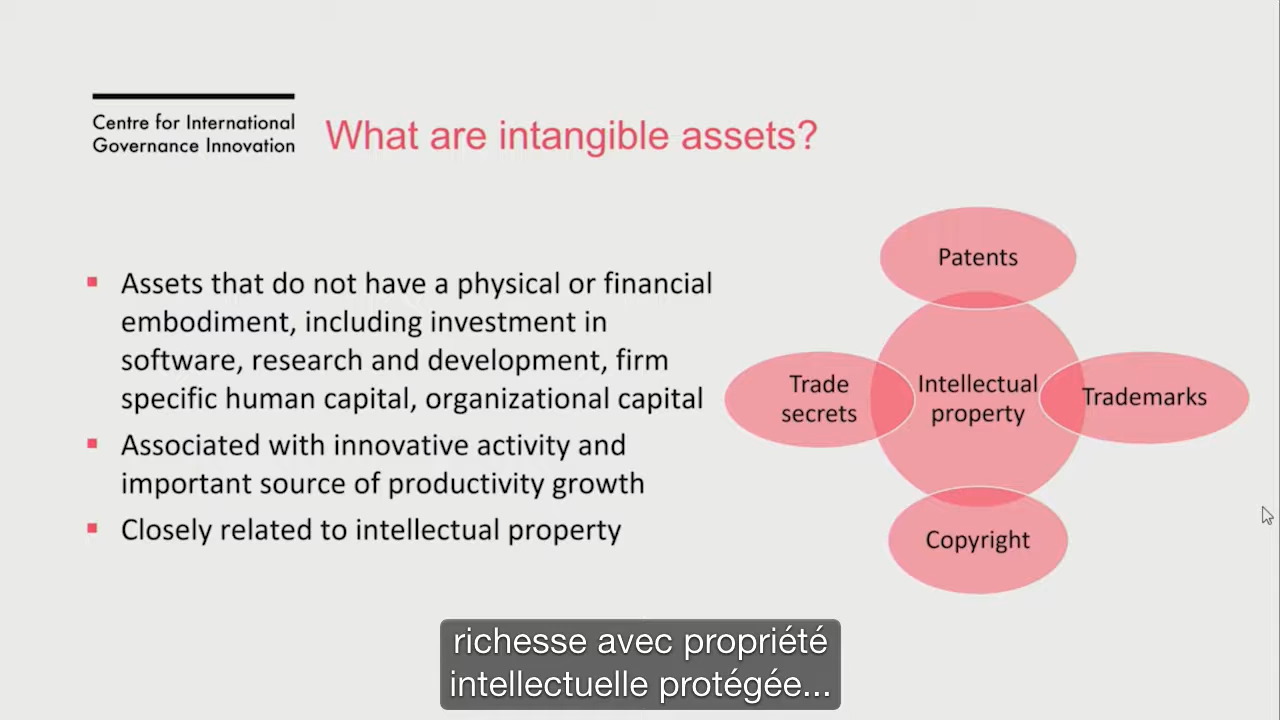 Centre for International
Governance Innovation
What are intangible assets?
▪ Assets that do not have a physical or financial
embodiment, including investment in
software, research and development, firm
specific human capital, organizational capital
▪ Associated with innovative activity and
important source of productivity growth
▪ Closely related to intellectual property
Patents
Trade
secrets
Intellectual
property
Trademarks
Copyright
richesse avec propriété
intellectuelle protégée...